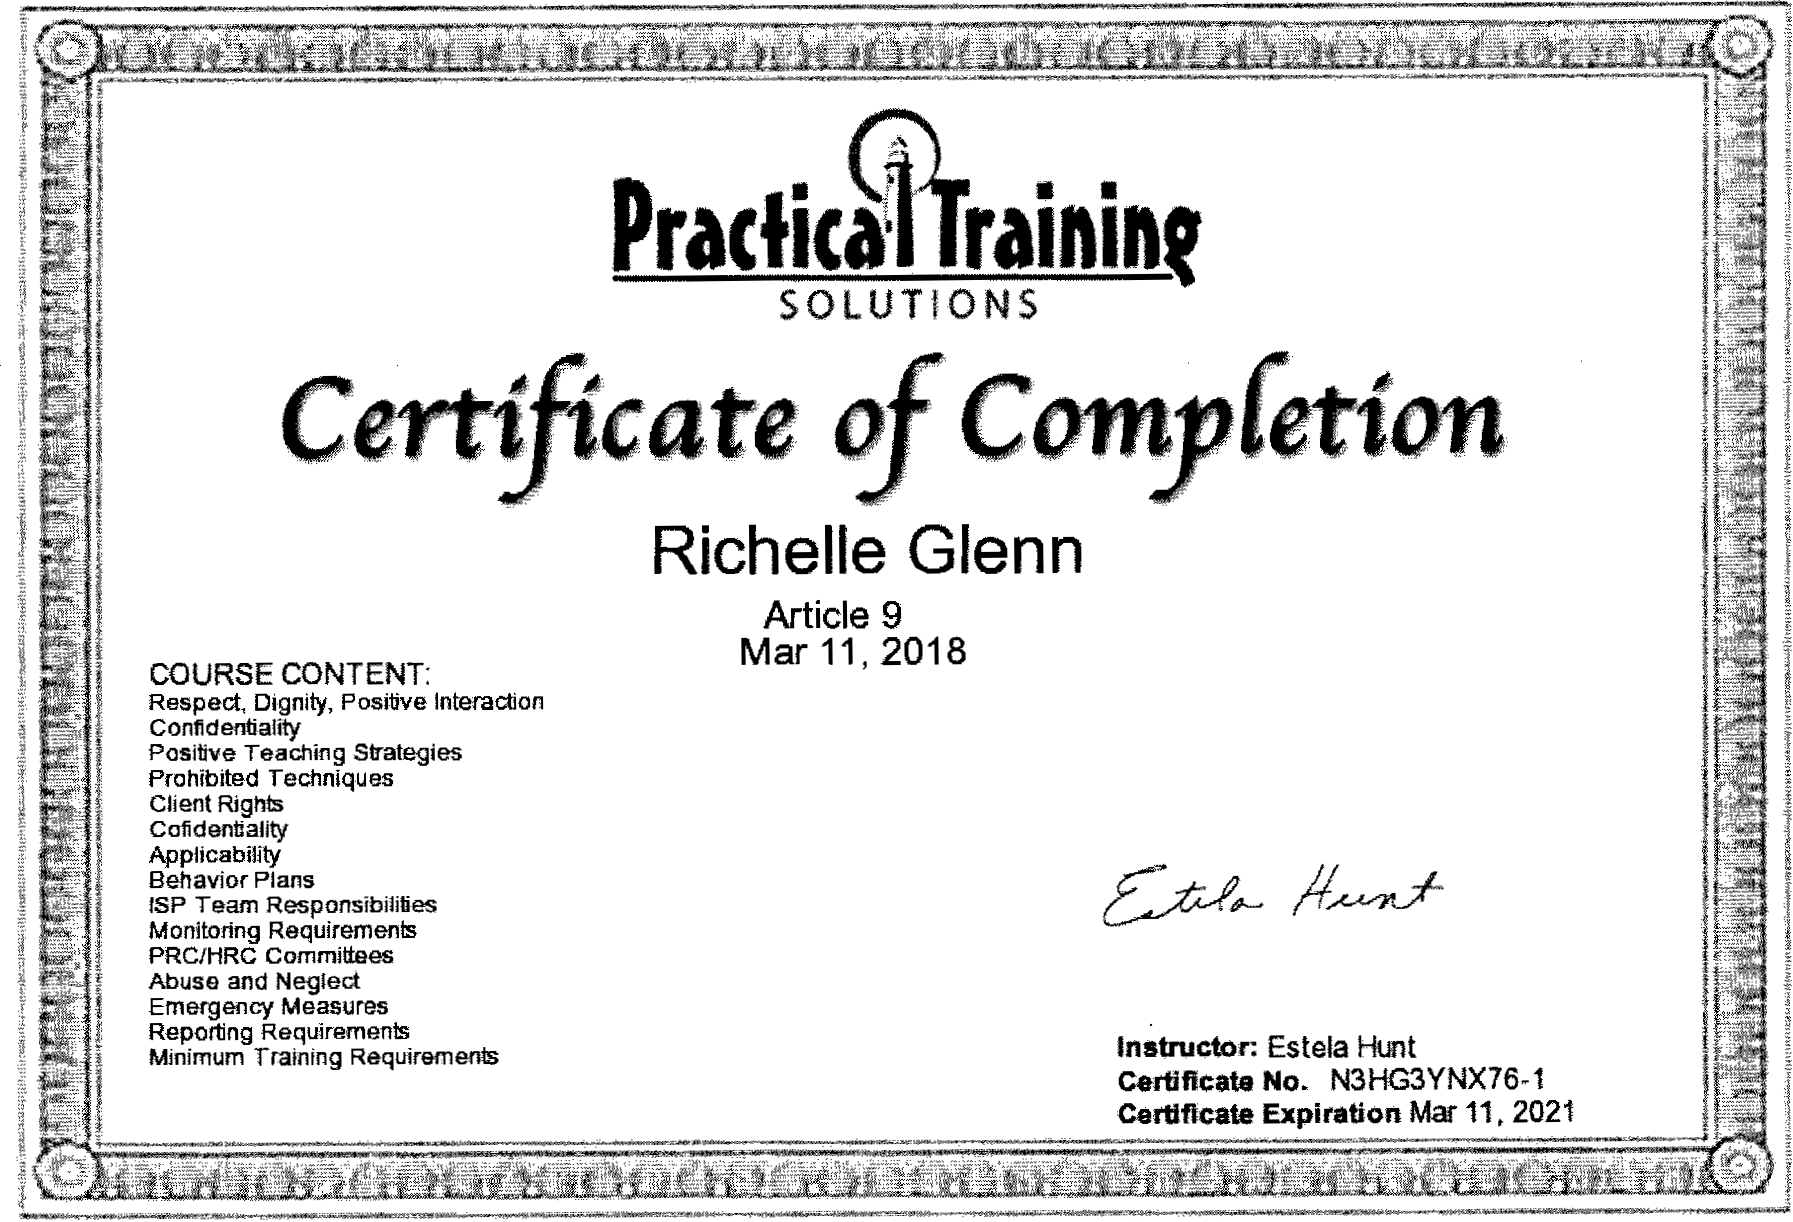 Practical Training
SOLUTIONS
Certificate of Completion
Richelle Glenn
Article 9
Mar 11, 2018
COURSE CONTENT:
Respect, Dignity, Positive Interaction
Confidentiality
Positive Teaching Strategies
Prohibited Techniques
Client Rights
Cofidentiality
Applicability
Behavior Plans
ISP Team Responsibilities
Monitoring Requirements
PRC/HRC Committees
Abuse and Neglect
Emergency Measures
Reporting Requirements
Minimum Training Requirements
Estela Hunt
Instructor: Estela Hunt
Certificate No. N3HG3YNX76-1
Certificate Expiration Mar 11, 2021